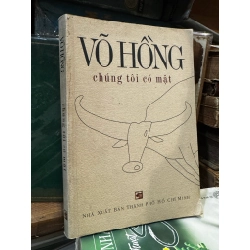 VÕ HỒNG
chúng tôi có mặt
NHÀ XUẤT BẢN THÀNH PHỐ HỒ CHÍ MINH